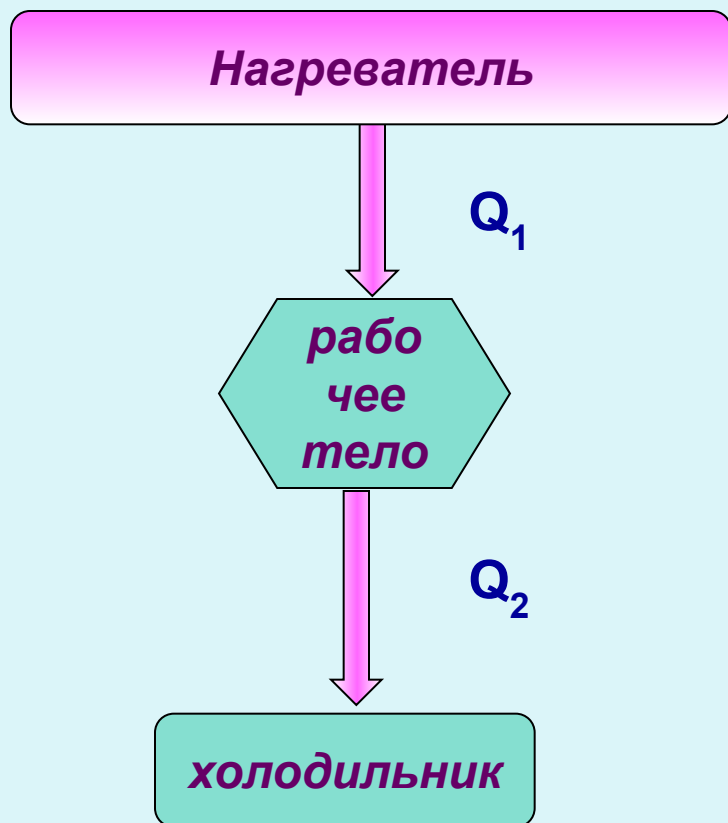 Нагреватель
Q₁
рабо
чее
тело
Q₂
холодильник